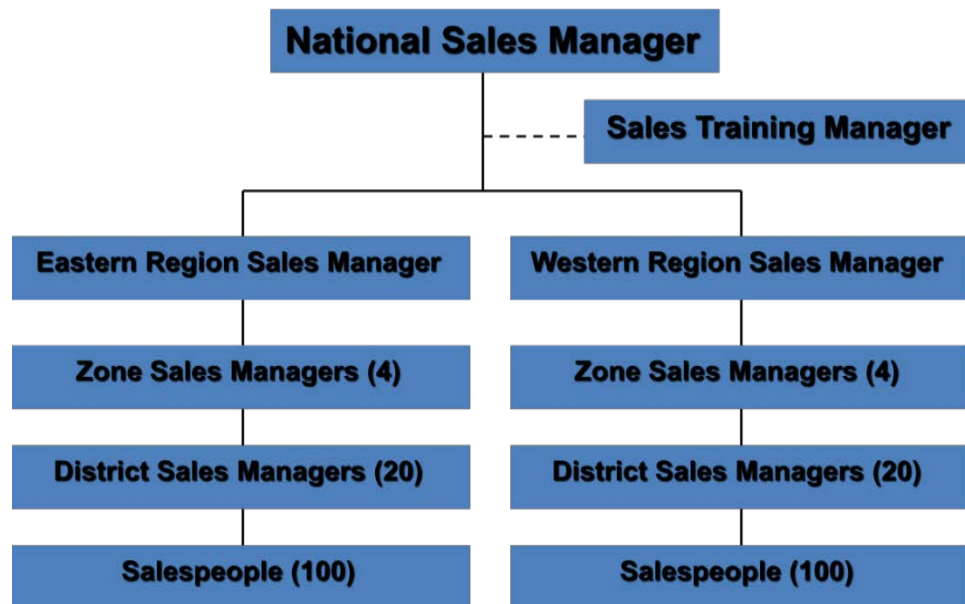 National Sales Manager
Sales Training Manager
Eastern Region Sales Manager
Western Region Sales Manager
Zone Sales Managers (4)
Zone Sales Managers (4)
District Sales Managers (20)
District Sales Managers (20)
Salespeople (100)
Salespeople (100)